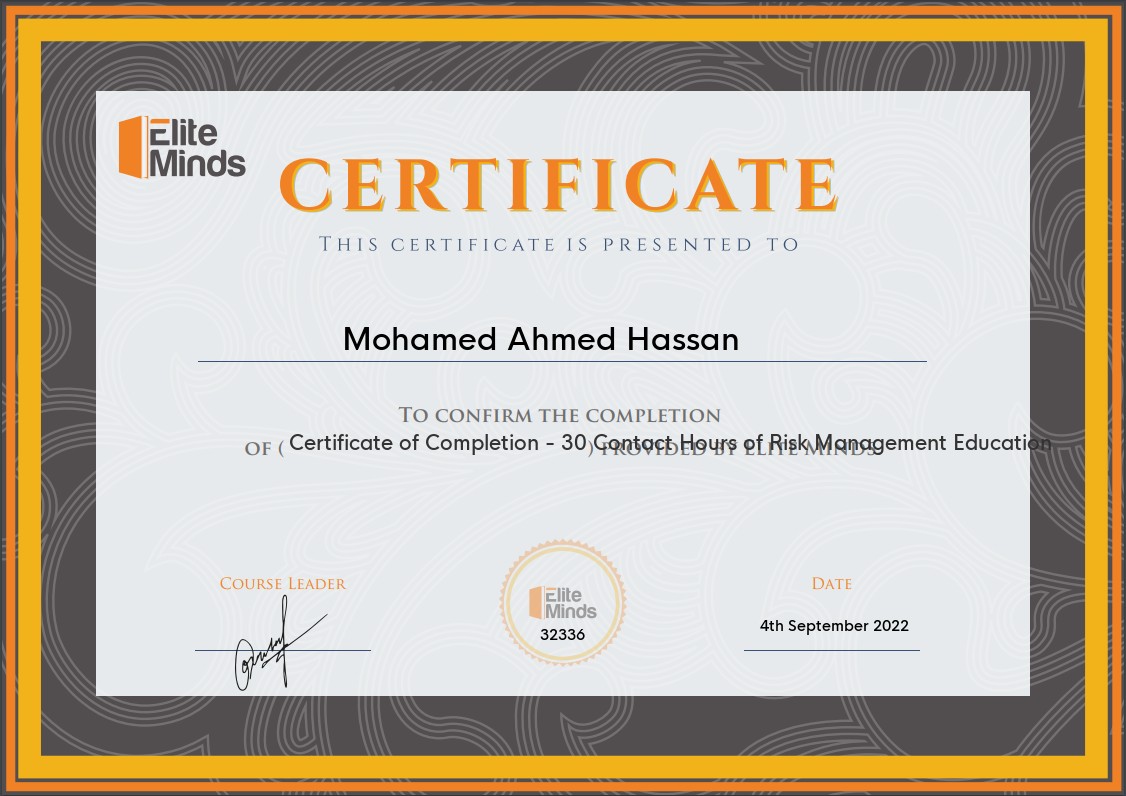 Elite
Minds
CERTIFICATE
THIS CERTIFICATE IS PRESENTED TO
Mohamed Ahmed Hassan
TO CONFIRM THE COMPLETION
OF ( Certificate of Completion - 30 Contact Hours of Risk Management Education
) PROVIDED BY ELITE MINDS
COURSE LEADER
DATE
Elite
Minds
32336
4th September 2022